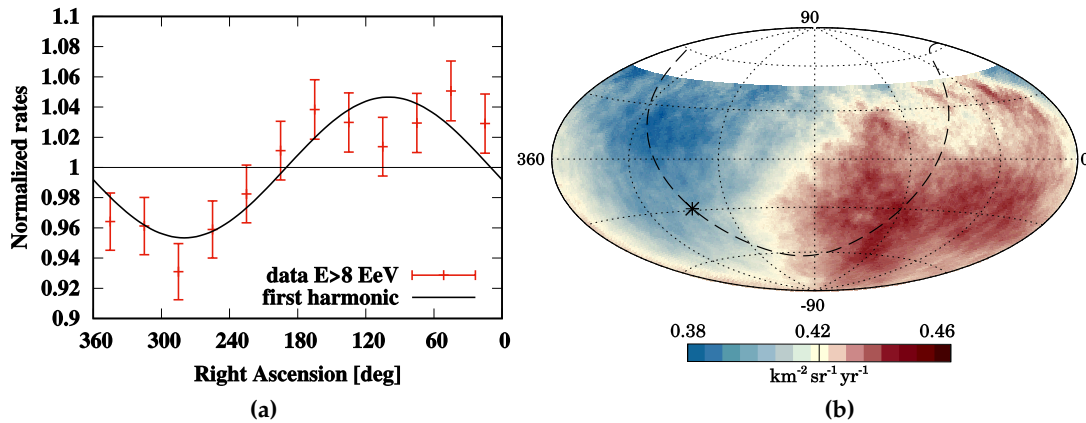 1.1
1.08
1.06
1.04
1.02
1
0.98
0.96
0.94
0.92
0.9
Normalized rates
data E>8 EeV
first harmonic
360 300 240 180 120 60 0
Right Ascension [deg]
(a)
90
360
0
-90
0.38 0.42 0.46
km⁻² sr⁻¹ yr⁻¹
(b)